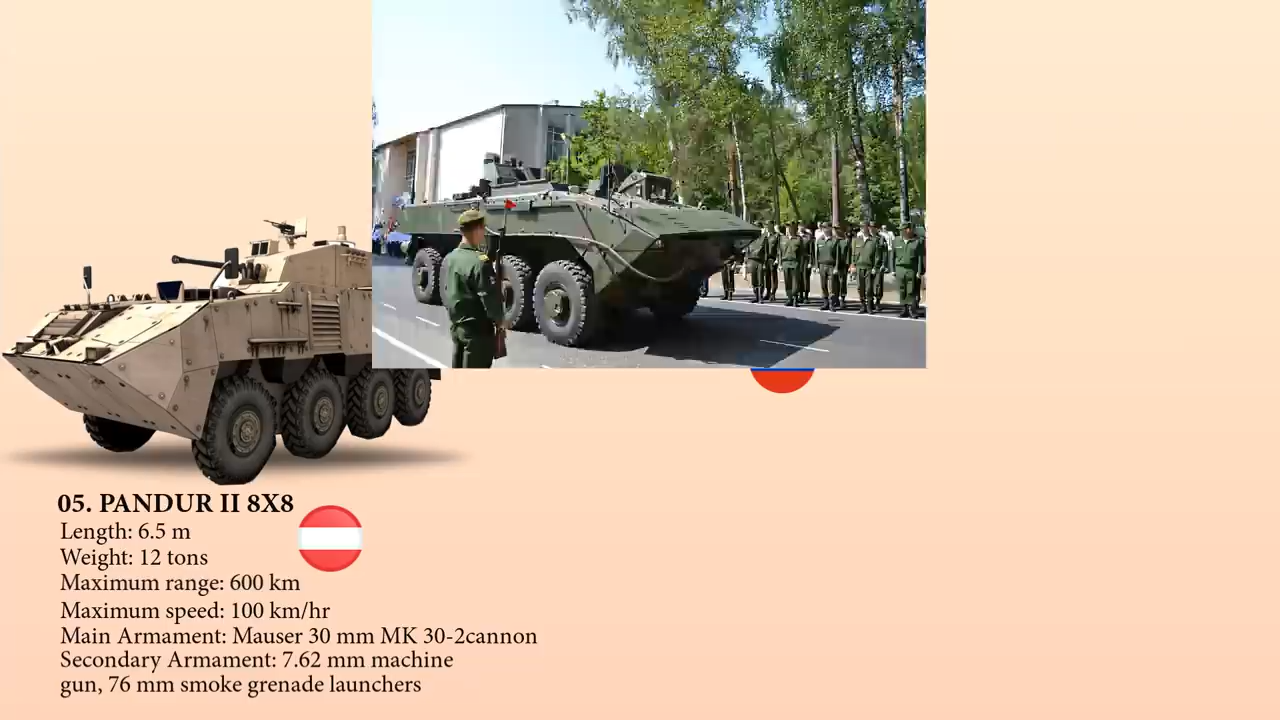 05. PANDUR II 8X8
Length: 6.5 m
Weight: 12 tons
Maximum range: 600 km
Maximum speed: 100 km/hr
Main Armament: Mauser 30 mm MK 30-2cannon
Secondary Armament: 7.62 mm machine
gun, 76 mm smoke grenade launchers